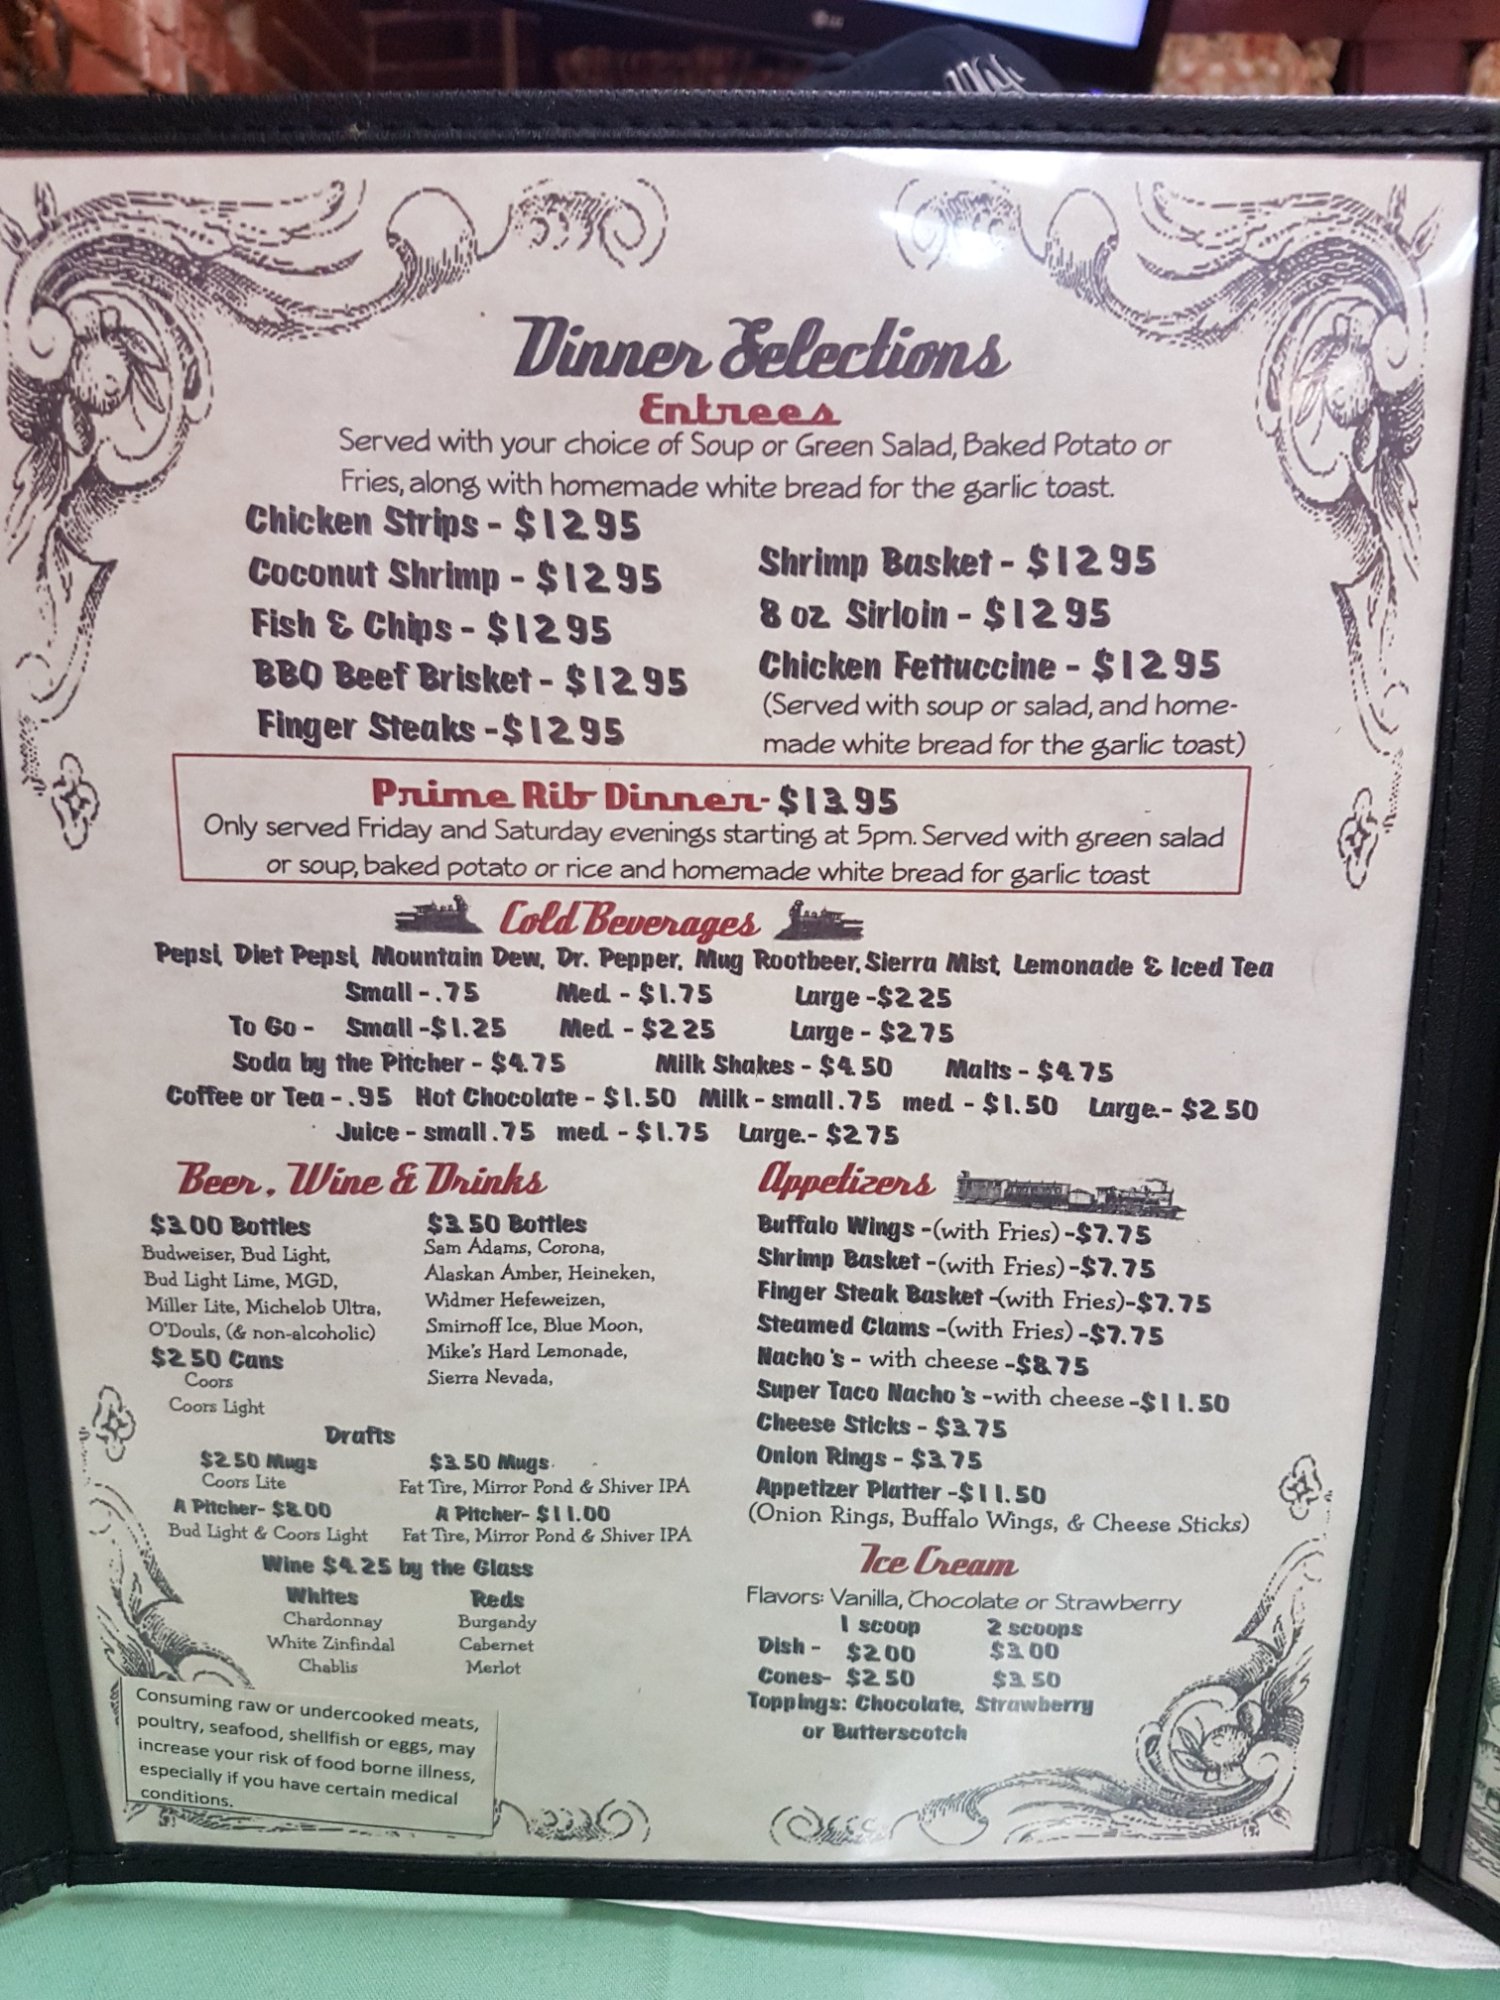 LG
Dinner Selections
Entrees
Served with your choice of Soup or Green Salad, Baked Potato or
Fries, along with homemade white bread for the garlic toast.
Chicken Strips - $12.95
Coconut Shrimp - $12.95
Fish & Chips - $12.95
BBQ Beef Brisket - $12.95
Finger Steaks -$12.95
Shrimp Basket - $12.95
8 oz Sirloin - $12.95
Chicken Fettuccine - $12.95
(Served with soup or salad, and home-
made white bread for the garlic toast)
Prime Rib Dinner- $13.95
Only served Friday and Saturday evenings starting at 5pm. Served with green salad
or soup, baked potato or rice and homemade white bread for garlic toast
Cold Beverages
Pepsi, Diet Pepsi, Mountain Dew, Dr. Pepper, Mug Rootbeer, Sierra Mist, Lemonade & Iced Tea
Small - .75 Med. - $1.75 Large -$2.25
To Go - Small -$1.25 Med. - $2.25 Large - $2.75
Soda by the Pitcher - $4.75 Milk Shakes - $4.50 Malts - $4.75
Coffee or Tea - .95 Hot Chocolate - $1.50 Milk - small .75 med. - $1.50 Large.- $2.50
Juice - small .75 med. - $1.75 Large.- $2.75
Beer, Wine & Drinks
$3.00 Bottles
Budweiser, Bud Light,
Bud Light Lime, MGD,
Miller Lite, Michelob Ultra,
O'Douls, (& non-alcoholic)
$2.50 Cans
Coors
Coors Light
$3.50 Bottles
Sam Adams, Corona,
Alaskan Amber, Heineken,
Widmer Hefeweizen,
Smirnoff Ice, Blue Moon,
Mike's Hard Lemonade,
Sierra Nevada,
Drafts
$2.50 Mugs
Coors Lite
A Pitcher- $8.00
Bud Light & Coors Light
$3.50 Mugs.
Fat Tire, Mirror Pond & Shiver IPA
A Pitcher- $11.00
Fat Tire, Mirror Pond & Shiver IPA
Wine $4.25 by the Glass
Whites
Chardonnay
White Zinfindal
Chablis
Reds
Burgandy
Cabernet
Merlot
Consuming raw or undercooked meats,
poultry, seafood, shellfish or eggs, may
increase your risk of food borne illness,
especially if you have certain medical
conditions.
Appetizers
Buffalo Wings -(with Fries) -$7.75
Shrimp Basket -(with Fries) -$7.75
Finger Steak Basket -(with Fries)-$7.75
Steamed Clams -(with Fries) -$7.75
Nacho's - with cheese -$8.75
Super Taco Nacho's -with cheese -$11.50
Cheese Sticks - $3.75
Onion Rings - $3.75
Appetizer Platter -$11.50
(Onion Rings, Buffalo Wings, & Cheese Sticks)
Ice Cream
Flavors: Vanilla, Chocolate or Strawberry
1 scoop 2 scoops
Dish - $2.00 $3.00
Cones- $2.50 $3.50
Toppings: Chocolate, Strawberry
or Butterscotch